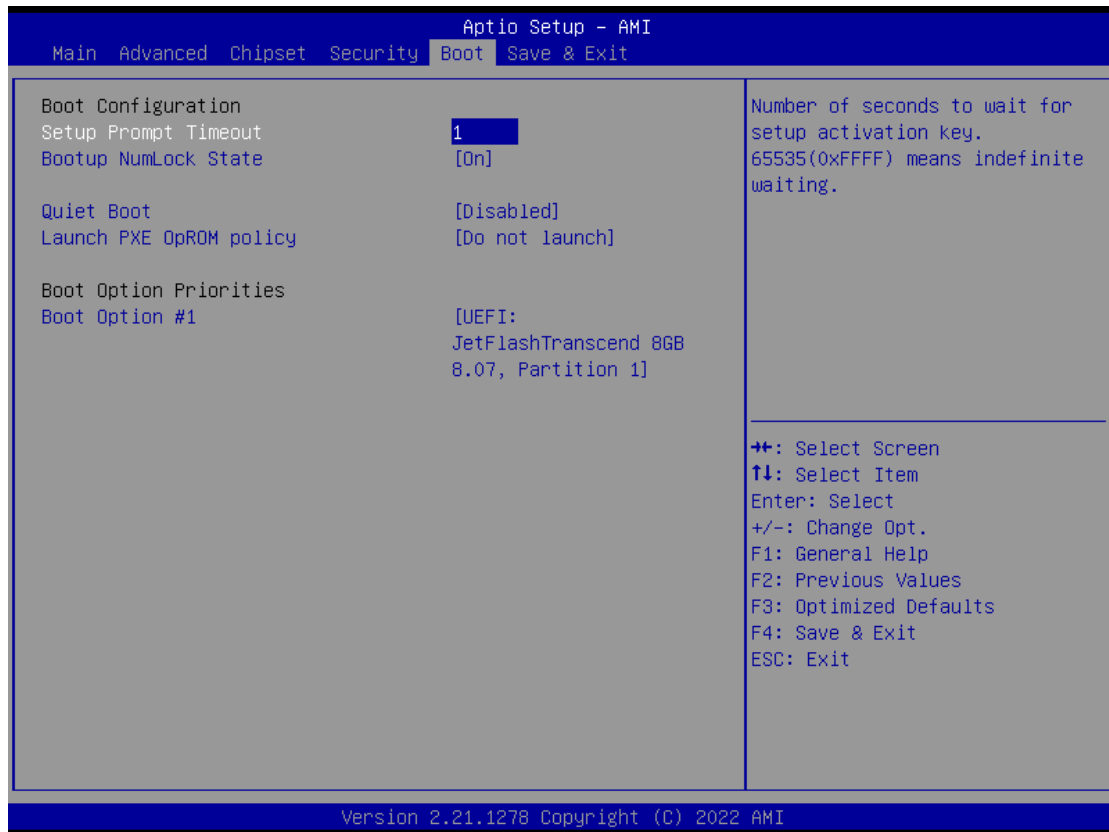 Aptio Setup – AMI
Main Advanced Chipset Security Boot Save & Exit
Boot Configuration
Setup Prompt Timeout 1
Bootup NumLock State [On]
Quiet Boot [Disabled]
Launch PXE OpROM policy [Do not launch]
Boot Option Priorities
Boot Option #1 [UEFI:
JetFlashTranscend 8GB
8.07, Partition 1]
Number of seconds to wait for
setup activation key.
65535(0xFFFF) means indefinite
waiting.
→←: Select Screen
↑↓: Select Item
Enter: Select
+/-: Change Opt.
F1: General Help
F2: Previous Values
F3: Optimized Defaults
F4: Save & Exit
ESC: Exit
Version 2.21.1278 Copyright (C) 2022 AMI